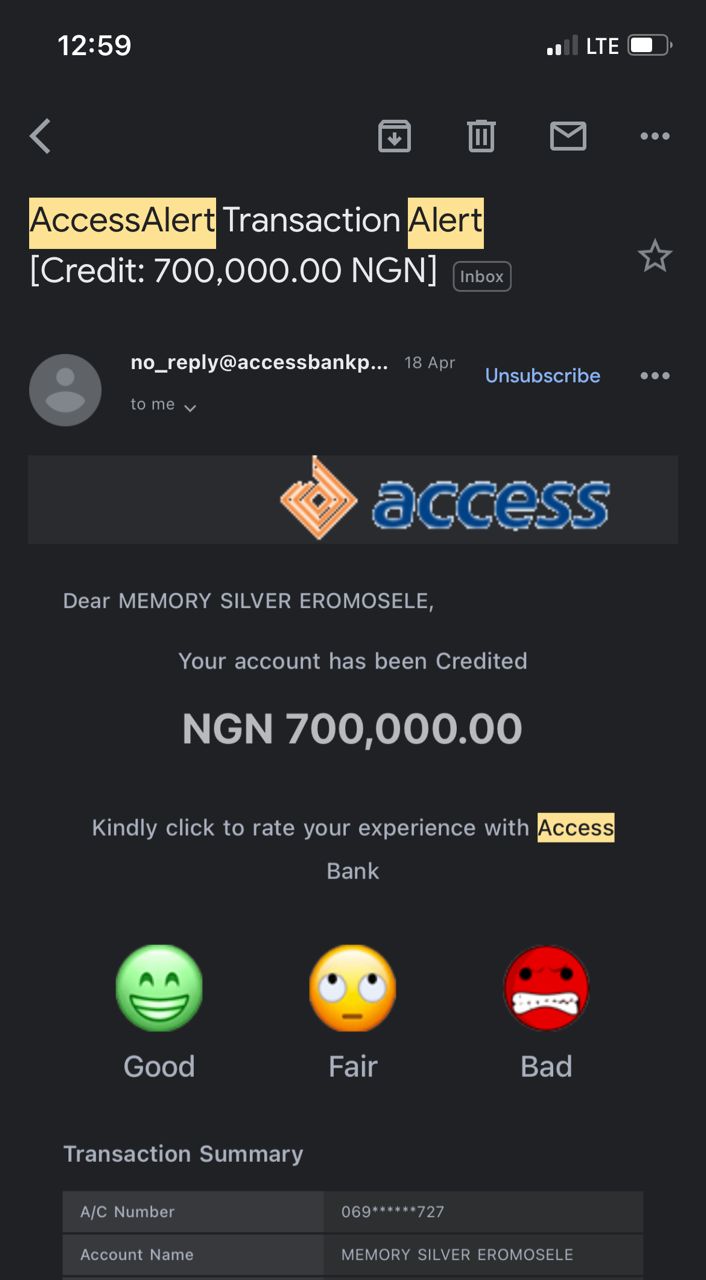 12:59
LTE
AccessAlert Transaction Alert
[Credit: 700,000.00 NGN] Inbox
no_reply@accessbankp... 18 Apr
Unsubscribe
to me
access
Dear MEMORY SILVER EROMOSELE,
Your account has been Credited
NGN 700,000.00
Kindly click to rate your experience with Access
Bank
Good Fair Bad
Transaction Summary
A/C Number 069******727
Account Name MEMORY SILVER EROMOSELE